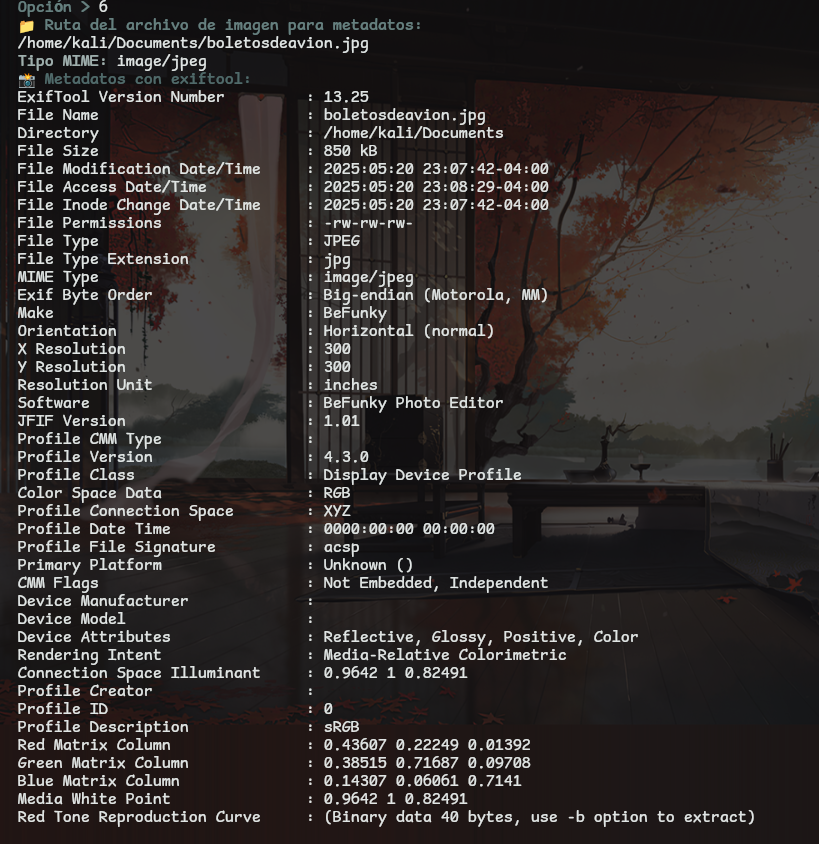 Opción > 6
📁 Ruta del archivo de imagen para metadatos:
/home/kali/Documents/boletosdeavion.jpg
Tipo MIME: image/jpeg
📸 Metadatos con exiftool:
ExifTool Version Number : 13.25
File Name : boletosdeavion.jpg
Directory : /home/kali/Documents
File Size : 850 kB
File Modification Date/Time : 2025:05:20 23:07:42-04:00
File Access Date/Time : 2025:05:20 23:08:29-04:00
File Inode Change Date/Time : 2025:05:20 23:07:42-04:00
File Permissions : -rw-rw-rw-
File Type : JPEG
File Type Extension : jpg
MIME Type : image/jpeg
Exif Byte Order : Big-endian (Motorola, MM)
Make : BeFunky
Orientation : Horizontal (normal)
X Resolution : 300
Y Resolution : 300
Resolution Unit : inches
Software : BeFunky Photo Editor
JFIF Version : 1.01
Profile CMM Type :
Profile Version : 4.3.0
Profile Class : Display Device Profile
Color Space Data : RGB
Profile Connection Space : XYZ
Profile Date Time : 0000:00:00 00:00:00
Profile File Signature : acsp
Primary Platform : Unknown ()
CMM Flags : Not Embedded, Independent
Device Manufacturer :
Device Model :
Device Attributes : Reflective, Glossy, Positive, Color
Rendering Intent : Media-Relative Colorimetric
Connection Space Illuminant : 0.9642 1 0.82491
Profile Creator :
Profile ID : 0
Profile Description : sRGB
Red Matrix Column : 0.43607 0.22249 0.01392
Green Matrix Column : 0.38515 0.71687 0.09708
Blue Matrix Column : 0.14307 0.06061 0.7141
Media White Point : 0.9642 1 0.82491
Red Tone Reproduction Curve : (Binary data 40 bytes, use -b option to extract)